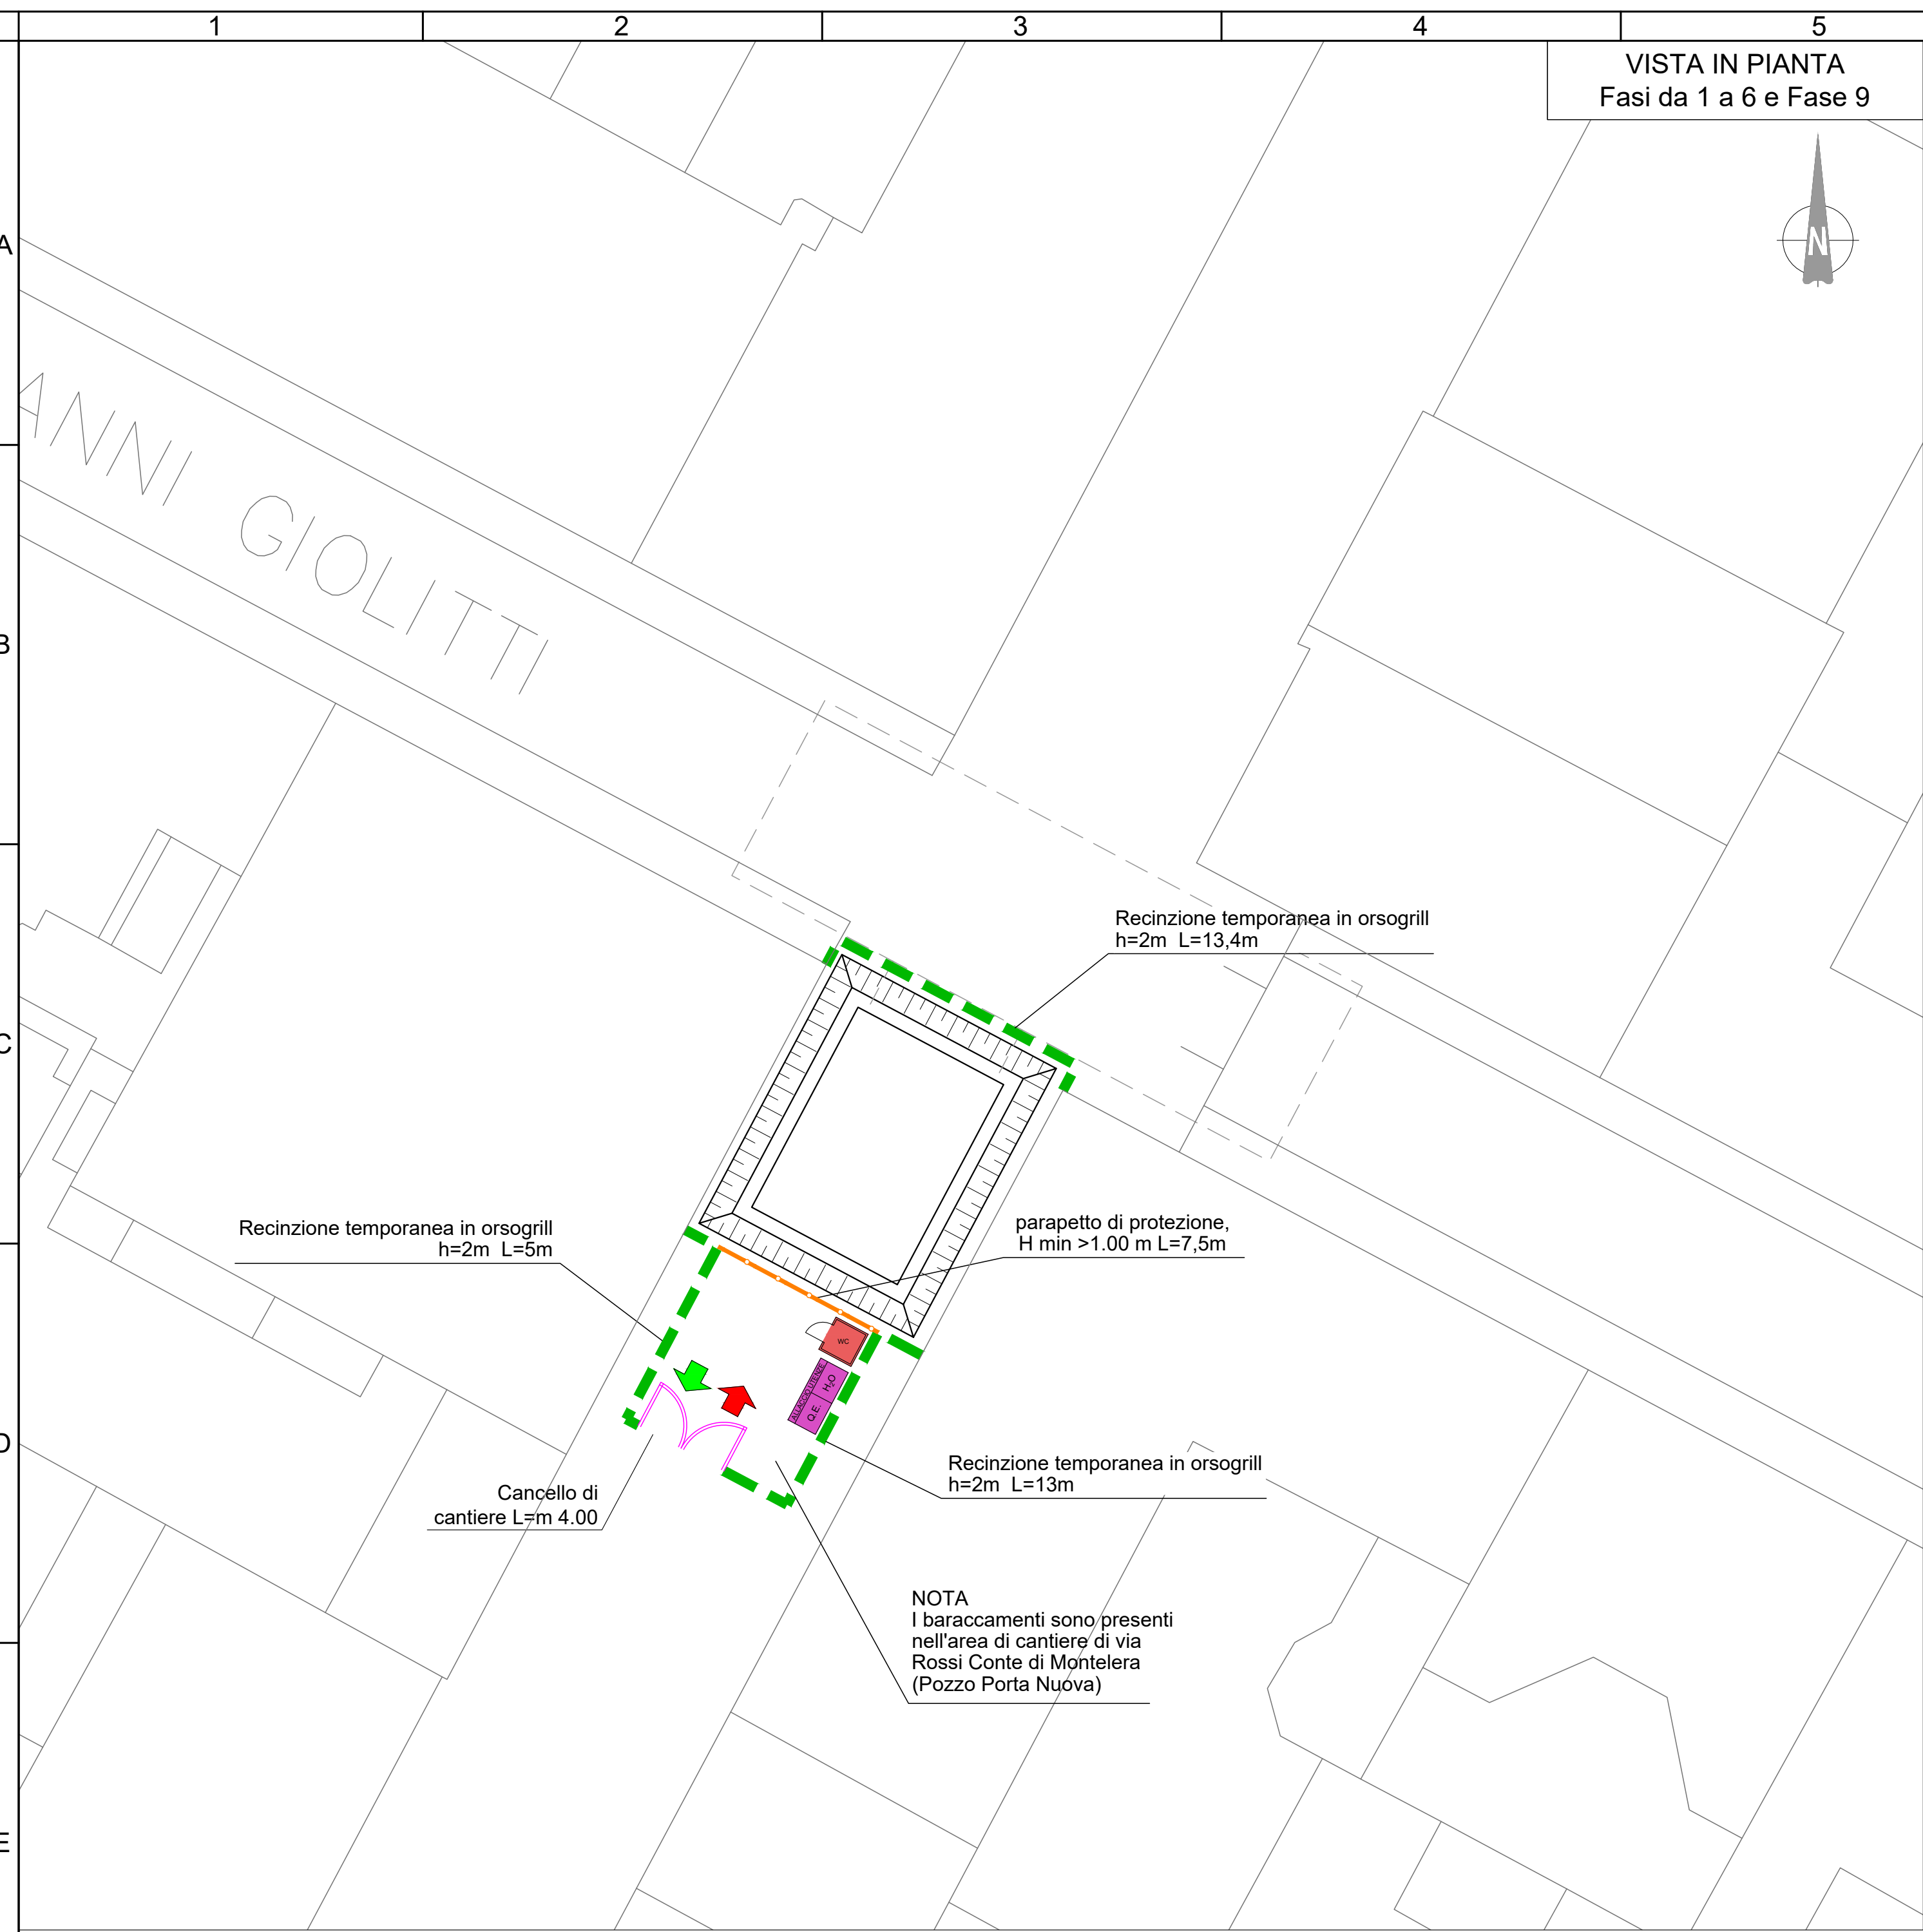 1
2
3
4
5
VISTA IN PIANTA
Fasi da 1 a 6 e Fase 9
N
A
ANNI GIOLITTI
B
Recinzione temporanea in orsogrill
h=2m L=13,4m
C
Recinzione temporanea in orsogrill
h=2m L=5m
parapetto di protezione,
H min >1.00 m L=7,5m
WC
ALLACCIO UTENZE
H₂O
Q.E.
D
Recinzione temporanea in orsogrill
h=2m L=13m
Cancello di
cantiere L=m 4.00
NOTA
I baraccamenti sono presenti
nell'area di cantiere di via
Rossi Conte di Montelera
(Pozzo Porta Nuova)
E